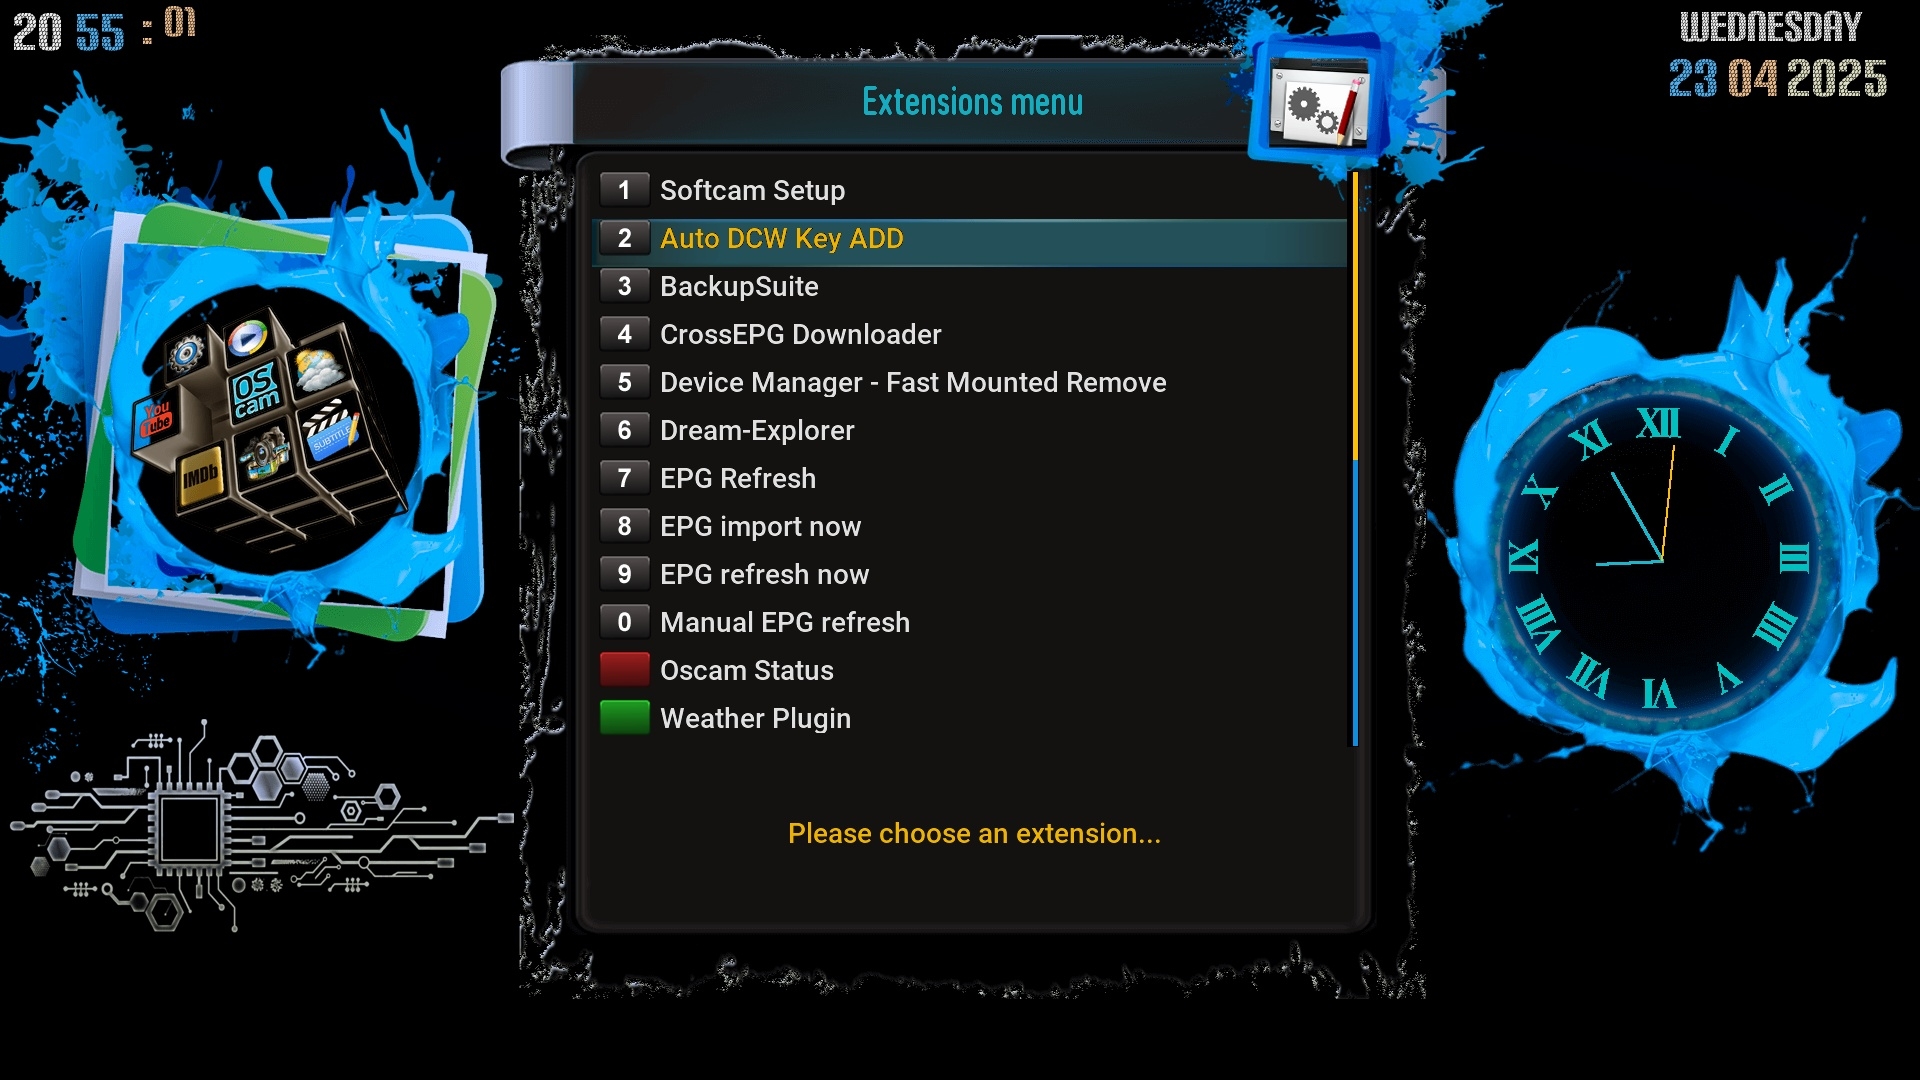 20 55 : 01
WEDNESDAY
23 04 2025
Extensions menu
1 Softcam Setup
2 Auto DCW Key ADD
3 BackupSuite
4 CrossEPG Downloader
5 Device Manager - Fast Mounted Remove
6 Dream-Explorer
7 EPG Refresh
8 EPG import now
9 EPG refresh now
0 Manual EPG refresh
Oscam Status
Weather Plugin
Please choose an extension...
You
Tube
OS
cam
SUBTITLE
IMDb
XII
I
II
III
IIII
V
VI
VII
VIII
IX
X
XI